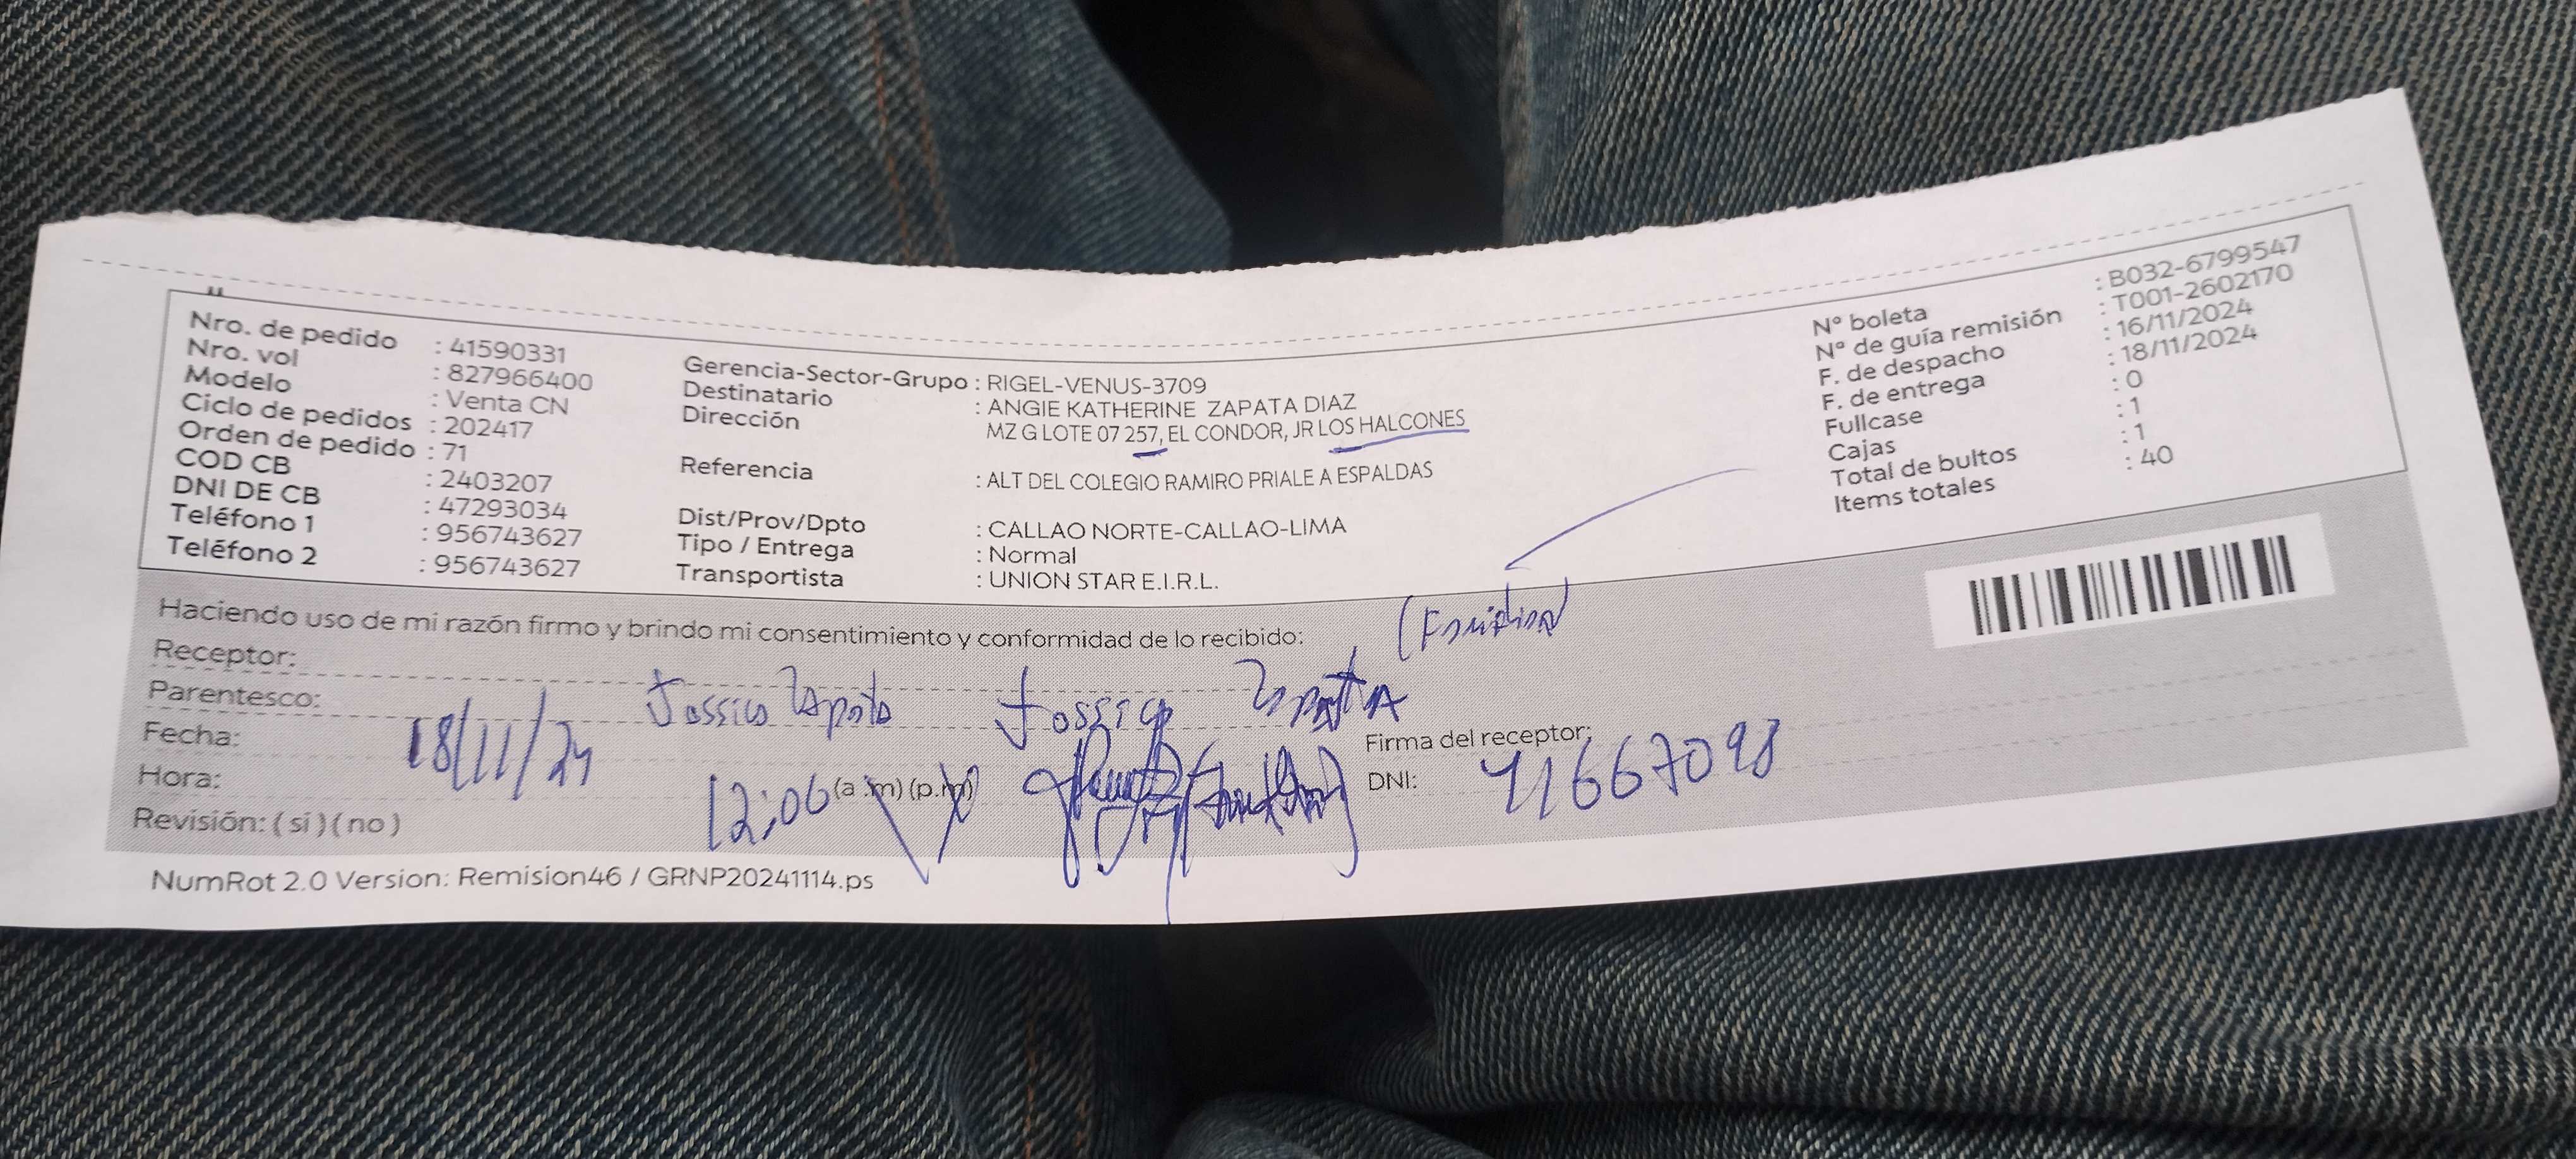 Nro. de pedido : 41590331
Nro. vol : 827966400
Modelo : Venta CN
Ciclo de pedidos : 202417
Orden de pedido : 71
COD CB : 2403207
DNI DE CB : 47293034
Teléfono 1 : 956743627
Teléfono 2 : 956743627
Gerencia-Sector-Grupo : RIGEL-VENUS-3709
Destinatario : ANGIE KATHERINE ZAPATA DIAZ
Dirección MZ G LOTE 07 257, EL CONDOR, JR LOS HALCONES
Referencia : ALT DEL COLEGIO RAMIRO PRIALE A ESPALDAS
Dist/Prov/Dpto : CALLAO NORTE-CALLAO-LIMA
Tipo / Entrega : Normal
Transportista : UNION STAR E.I.R.L.
N° boleta : B032-6799547
N° de guía remisión : T001-2602170
F. de despacho : 16/11/2024
F. de entrega : 18/11/2024
Fullcase : 0
Cajas : 1
Total de bultos : 1
Items totales : 40
Haciendo uso de mi razón firmo y brindo mi consentimiento y conformidad de lo recibido:
Receptor:
Parentesco: Jossica Zapata Jossica Zapata
Fecha: 18/11/24
Firma del receptor:
Hora: 12:06 (a .m) (p.m)
DNI: 41667098
Revisión: ( sí ) ( no )
NumRot 2.0 Version: Remision46 / GRNP20241114.ps